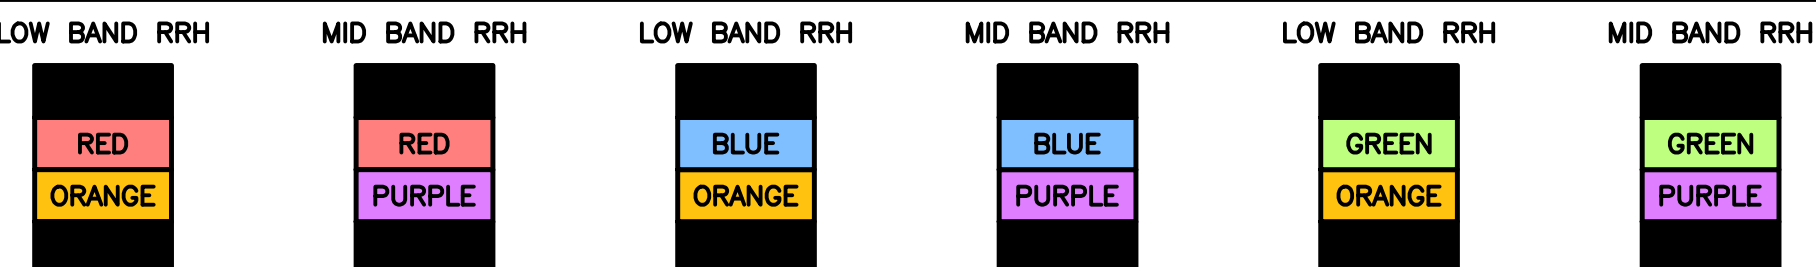 LOW BAND RRH MID BAND RRH LOW BAND RRH MID BAND RRH LOW BAND RRH MID BAND RRH
RED RED BLUE BLUE GREEN GREEN
ORANGE PURPLE ORANGE PURPLE ORANGE PURPLE